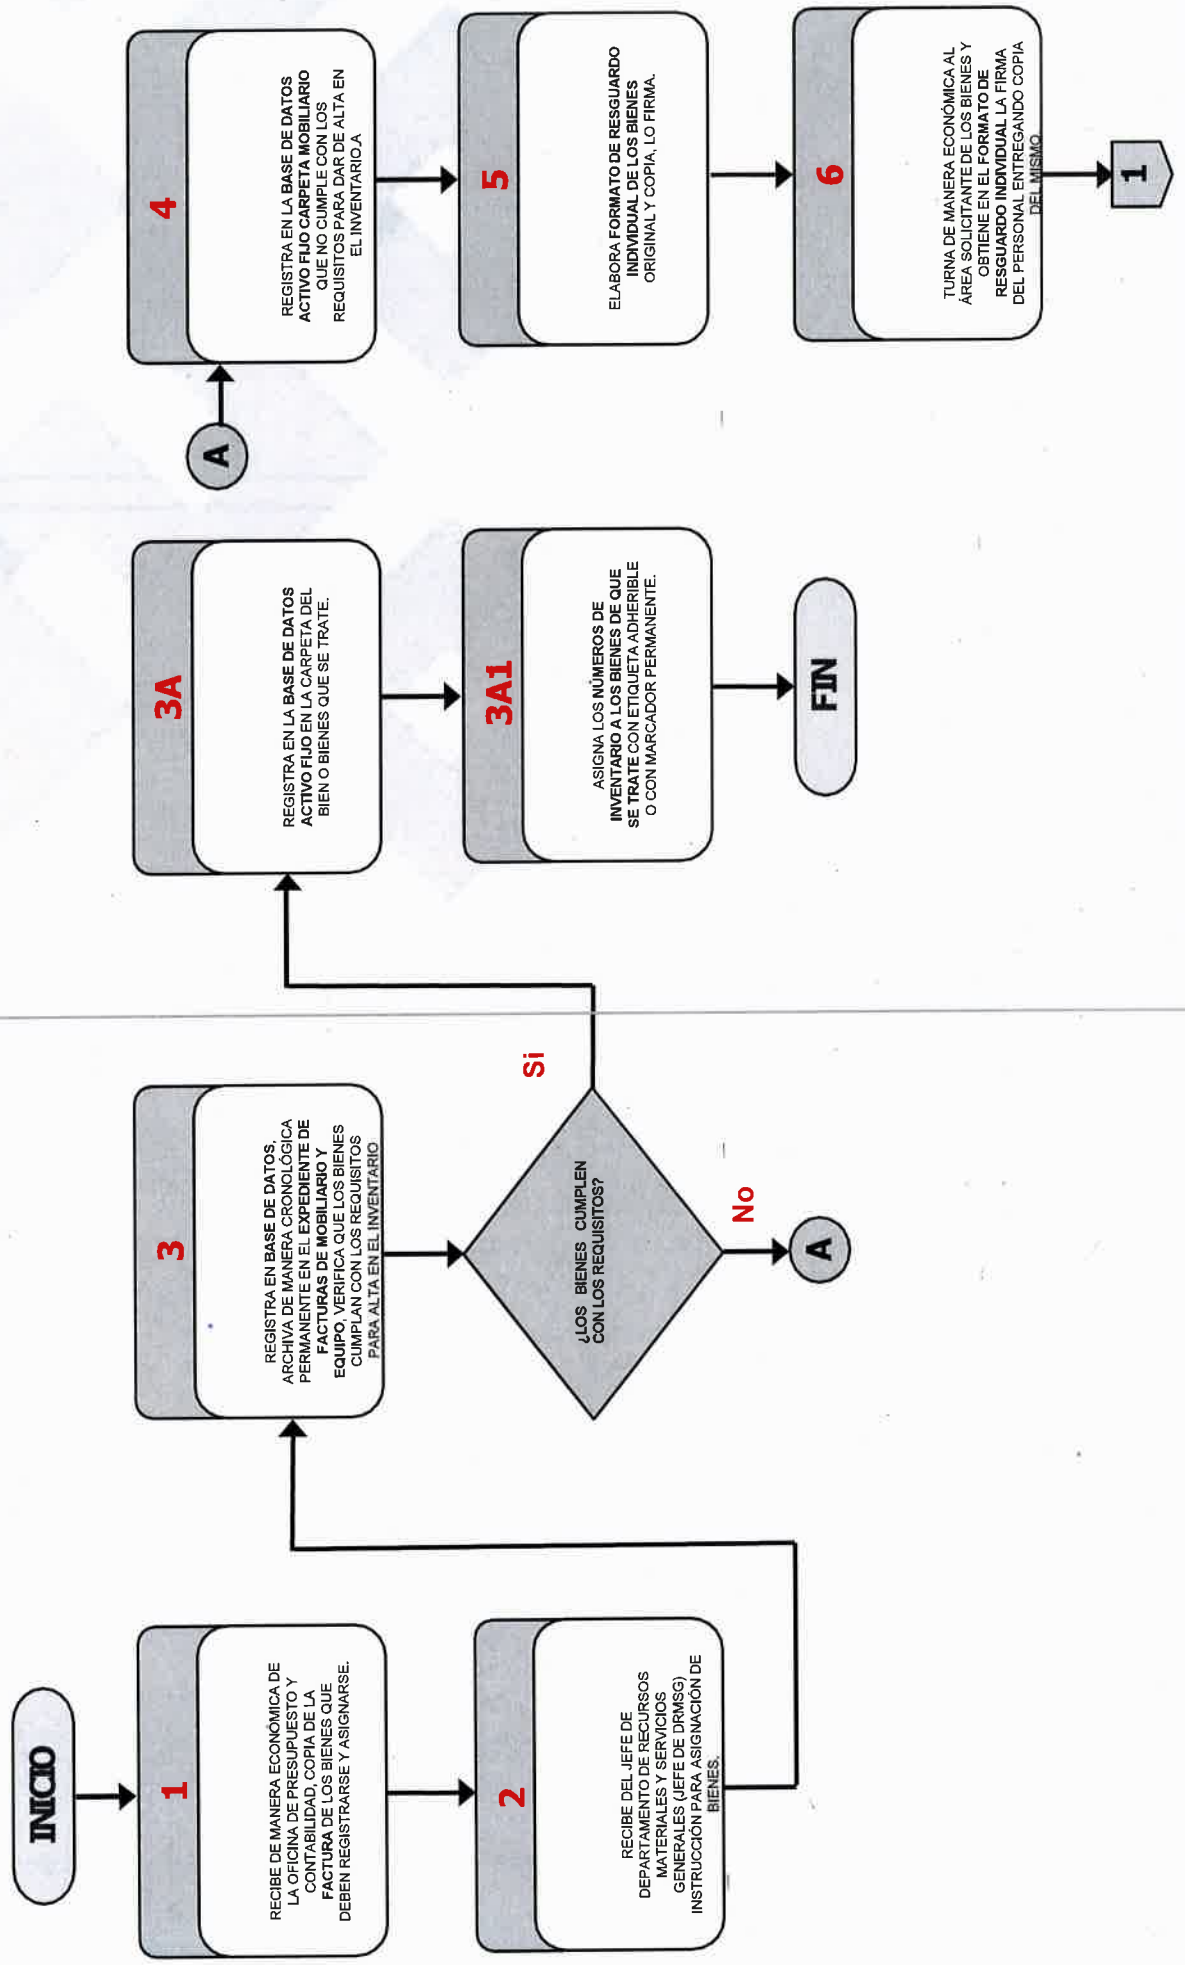 INICIO
1
RECIBE DE MANERA ECONÓMICA DE
LA OFICINA DE PRESUPUESTO Y
CONTABILIDAD, COPIA DE LA
FACTURA DE LOS BIENES QUE
DEBEN REGISTRARSE Y ASIGNARSE.
2
RECIBE DEL JEFE DE
DEPARTAMENTO DE RECURSOS
MATERIALES Y SERVICIOS
GENERALES (JEFE DE DRMSG)
INSTRUCCIÓN PARA ASIGNACIÓN DE
BIENES.
3
REGISTRA EN BASE DE DATOS,
ARCHIVA DE MANERA CRONOLÓGICA
PERMANENTE EN EL EXPEDIENTE DE
FACTURAS DE MOBILIARIO Y
EQUIPO, VERIFICA QUE LOS BIENES
CUMPLAN CON LOS REQUISITOS
PARA ALTA EN EL INVENTARIO
¿LOS BIENES CUMPLEN
CON LOS REQUISITOS?
Si
No
A
3A
REGISTRA EN LA BASE DE DATOS
ACTIVO FIJO EN LA CARPETA DEL
BIEN O BIENES QUE SE TRATE.
3A1
ASIGNA LOS NÚMEROS DE
INVENTARIO A LOS BIENES DE QUE
SE TRATE CON ETIQUETA ADHERIBLE
O CON MARCADOR PERMANENTE.
FIN
A
4
REGISTRA EN LA BASE DE DATOS
ACTIVO FIJO CARPETA MOBILIARIO
QUE NO CUMPLE CON LOS
REQUISITOS PARA DAR DE ALTA EN
EL INVENTARIO.A
5
ELABORA FORMATO DE RESGUARDO
INDIVIDUAL DE LOS BIENES
ORIGINAL Y COPIA, LO FIRMA.
6
TURNA DE MANERA ECONÓMICA AL
ÁREA SOLICITANTE DE LOS BIENES Y
OBTIENE EN EL FORMATO DE
RESGUARDO INDIVIDUAL LA FIRMA
DEL PERSONAL ENTREGANDO COPIA
DEL MISMO
1